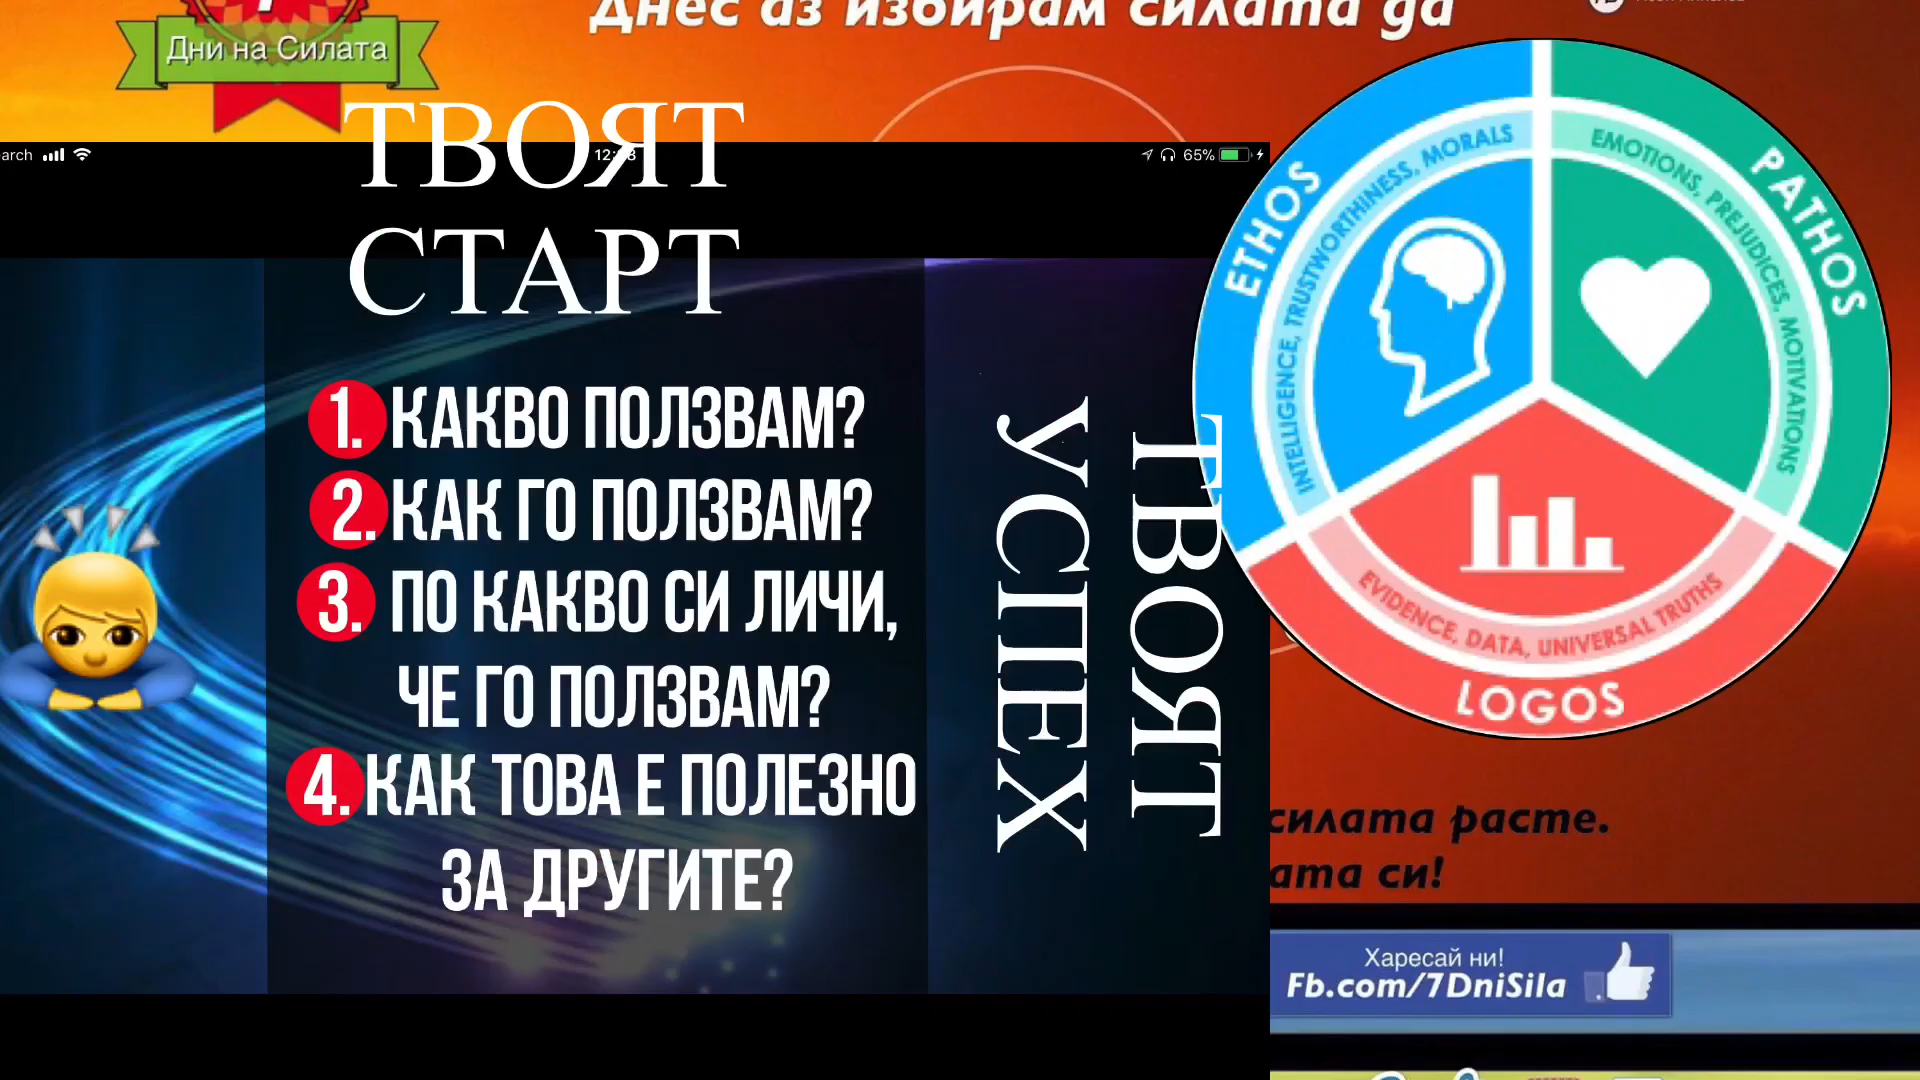 Днес аз избирам силата да
Дни на Силата
ТВОЯТ
СТАРТ
arch
65%
1. КАКВО ПОЛЗВАМ?
2. КАК ГО ПОЛЗВАМ?
3. ПО КАКВО СИ ЛИЧИ,
ЧЕ ГО ПОЛЗВАМ?
4. КАК ТОВА Е ПОЛЕЗНО
ЗА ДРУГИТЕ?
ТВОЯТ
УСПЕХ
ETHOS
INTELLIGENCE, TRUSTWORTHINESS, MORALS
PATHOS
EMOTIONS, PREJUDICES, MOTIVATIONS
LOGOS
EVIDENCE, DATA, UNIVERSAL TRUTHS
силата расте.
ата си!
Харесай ни!
Fb.com/7DniSila